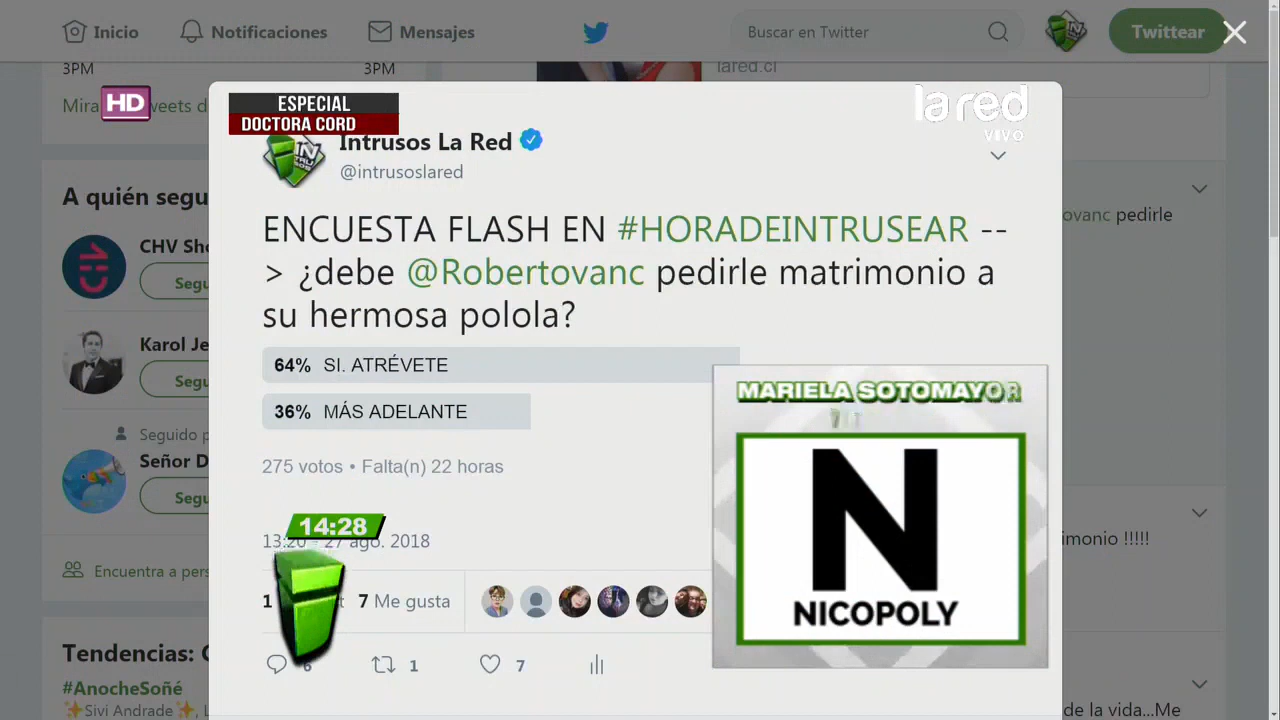 Inicio
Notificaciones
Mensajes
Buscar en Twitter
Twittear
3PM
3PM
lared.cl
HD
ESPECIAL
DOCTORA CORD
la red
VIVO
Intrusos La Red
@intrusoslared
A quién segu
vanc pedirle
ENCUESTA FLASH EN #HORADEINTRUSEAR --
> ¿debe @Robertovanc pedirle matrimonio a
su hermosa polola?
CHV Sh
Segu
64% SI. ATRÉVETE
36% MÁS ADELANTE
Karol Je
Segu
275 votos • Falta(n) 22 horas
Seguido p
Señor D
Segu
MARIELA SOTOMAYOR
N
NICOPOLY
14:28
13:20 - 27 ago. 2018
imonio !!!!!
Encuentra a pers
1
7 Me gusta
Tendencias:
6
1
7
#AnocheSoñé
Sivi Andrade
de la vida...Me